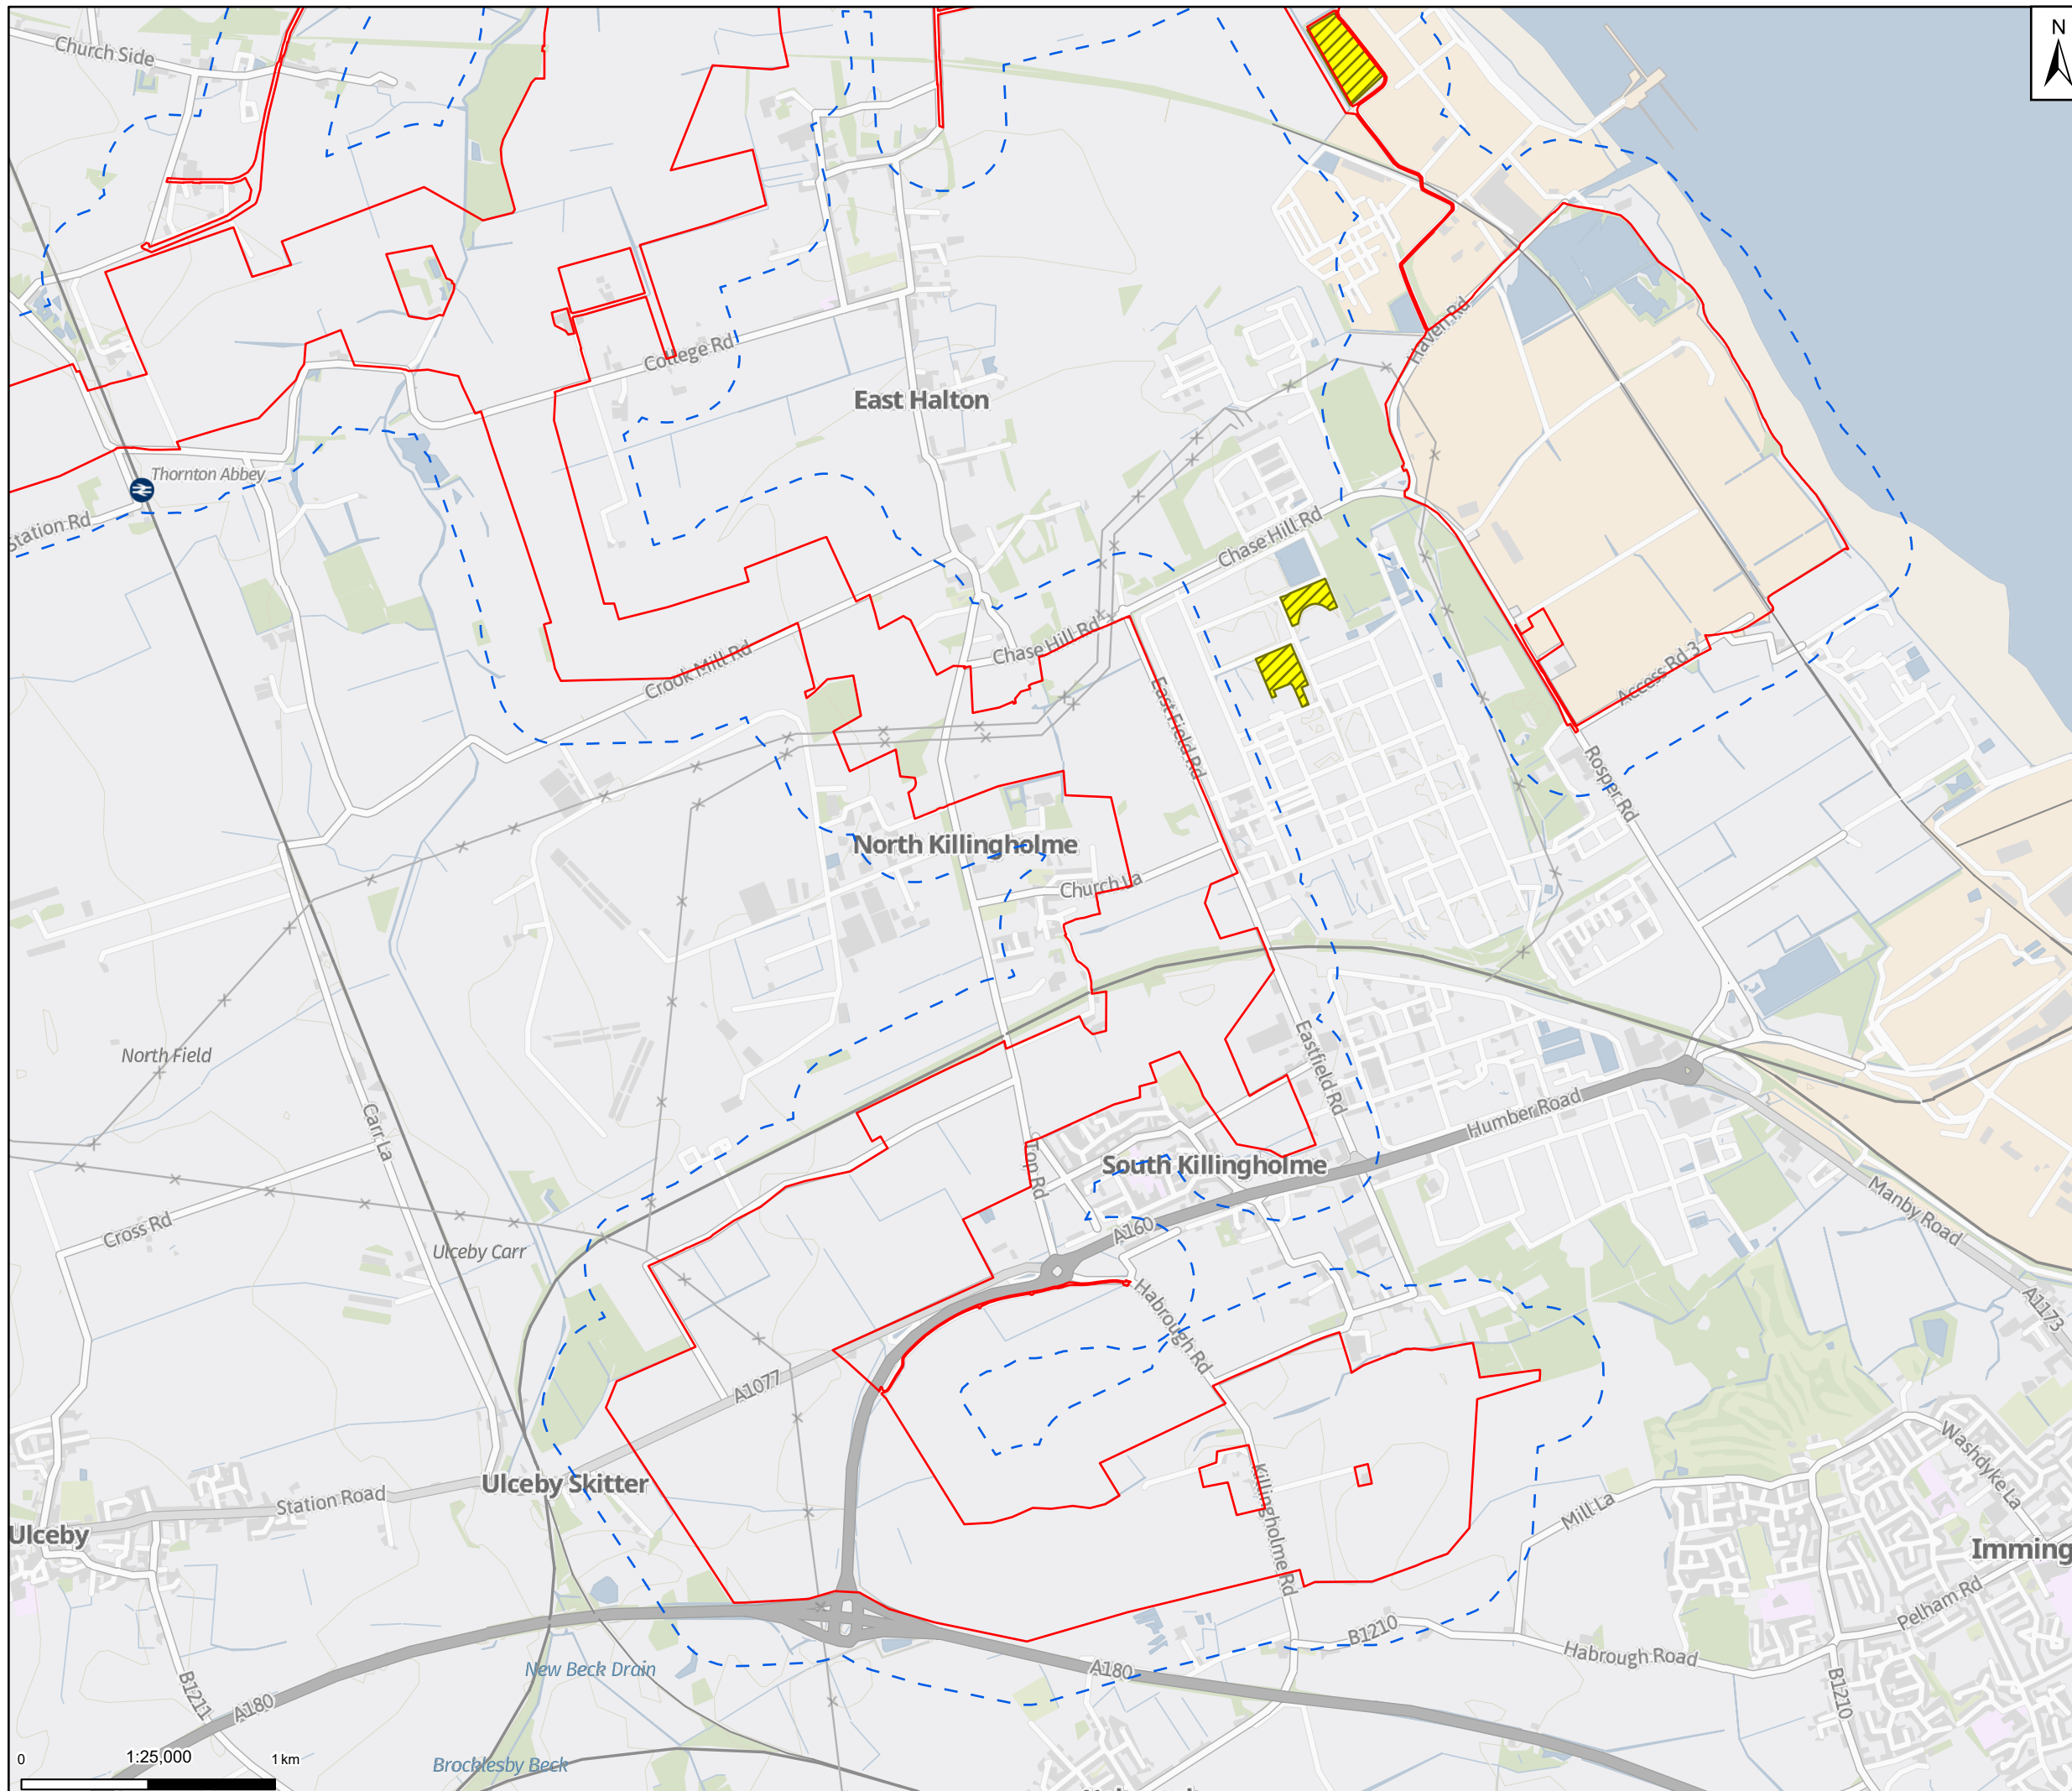 N
Church Side
Haven Rd
College Rd
East Halton
Thornton Abbey
Station Rd
Chase Hill Rd
Chase Hill Rd
Crook Mill Rd
East Field Rd
Access Rd 3
Rosper Rd
North Killingholme
Church La
North Field
Eastfield Rd
Carr La
Humber Road
Top Rd
South Killingholme
Manby Road
Cross Rd
A160
Ulceby Carr
Habrough Rd
A1173
A1077
Washdyke La
Ulceby Skitter
Killingholme Rd
Station Road
Mill La
Ulceby
Imming
Pelham Rd
B1210
Habrough Road
New Beck Drain
A180
B1211
B1210
A180
0 1:25,000 1 km
Brocklesby Beck